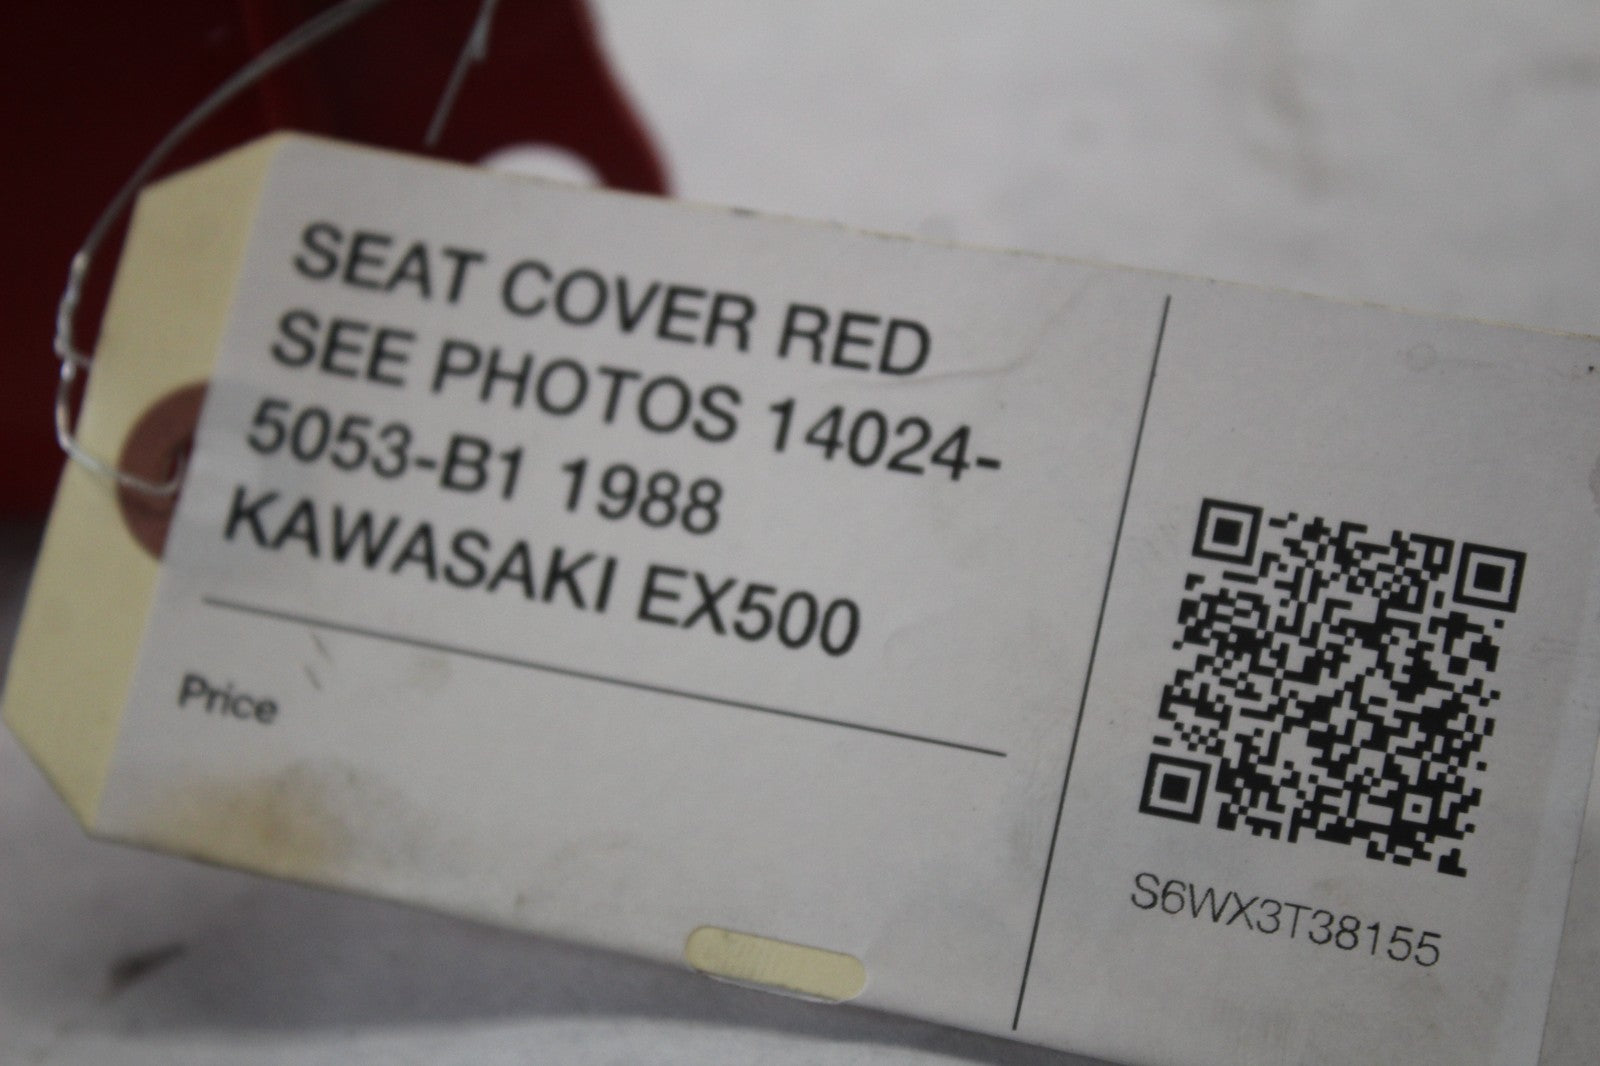 SEAT COVER RED
SEE PHOTOS 14024-
5053-B1 1988
KAWASAKI EX500
Price
S6WX3T38155